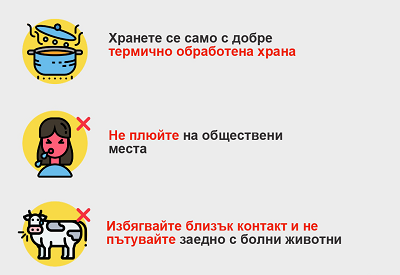 Хранете се само с добре
термично обработена храна
Не плюйте на обществени
места
Избягвайте близък контакт и не
пътувайте заедно с болни животни